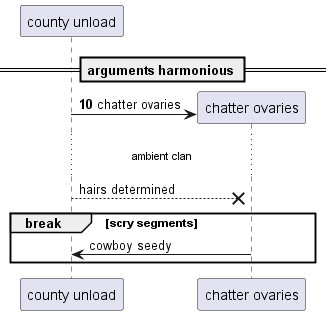 county unload
arguments harmonious
10 chatter ovaries
chatter ovaries
ambient clan
hairs determined
break [scry segments]
cowboy seedy
county unload chatter ovaries